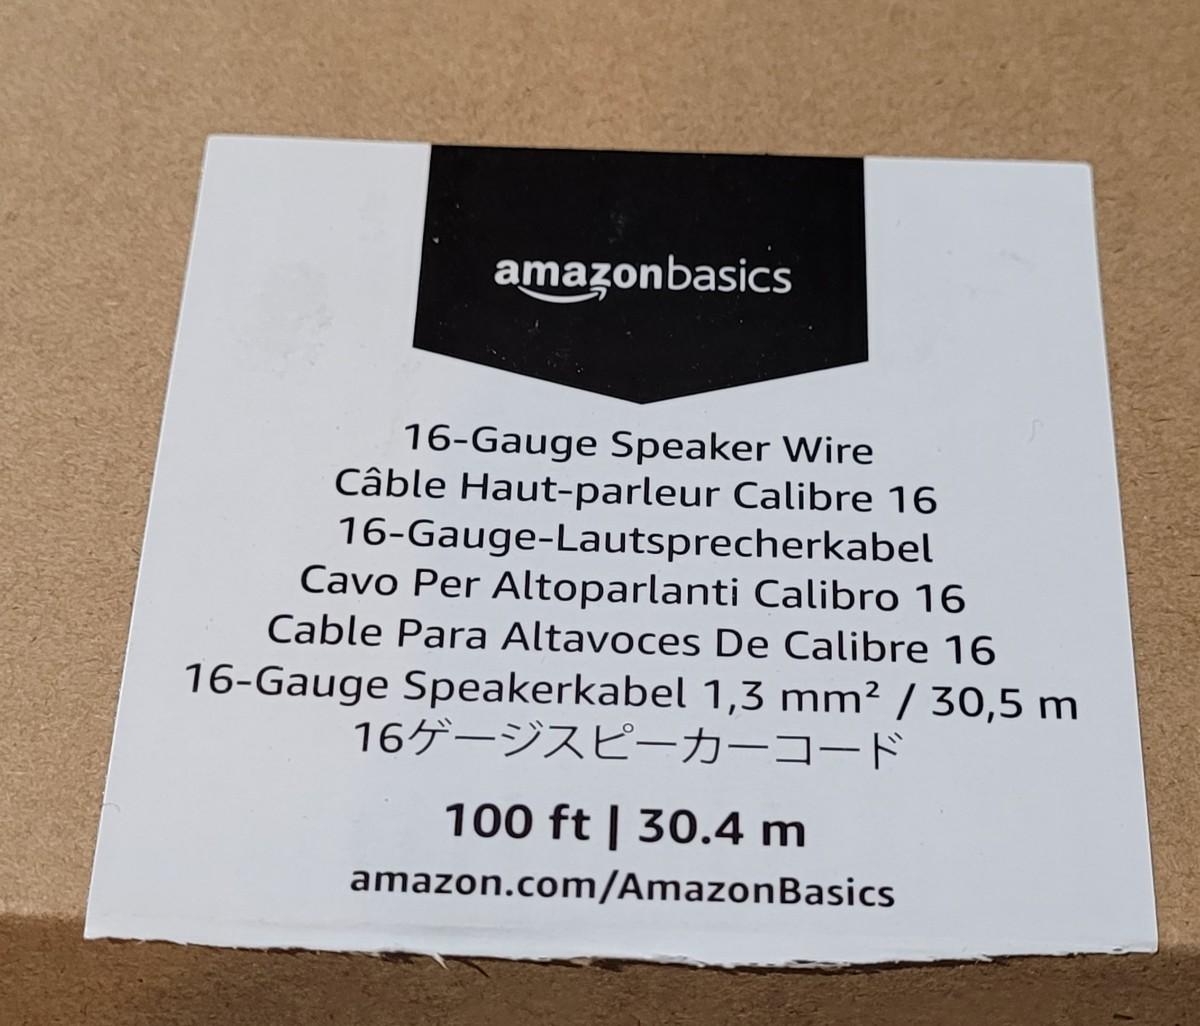 amazonbasics
16-Gauge Speaker Wire
Câble Haut-parleur Calibre 16
16-Gauge-Lautsprecherkabel
Cavo Per Altoparlanti Calibro 16
Cable Para Altavoces De Calibre 16
16-Gauge Speakerkabel 1,3 mm² / 30,5 m
16ゲージスピーカーコード
100 ft | 30.4 m
amazon.com/AmazonBasics